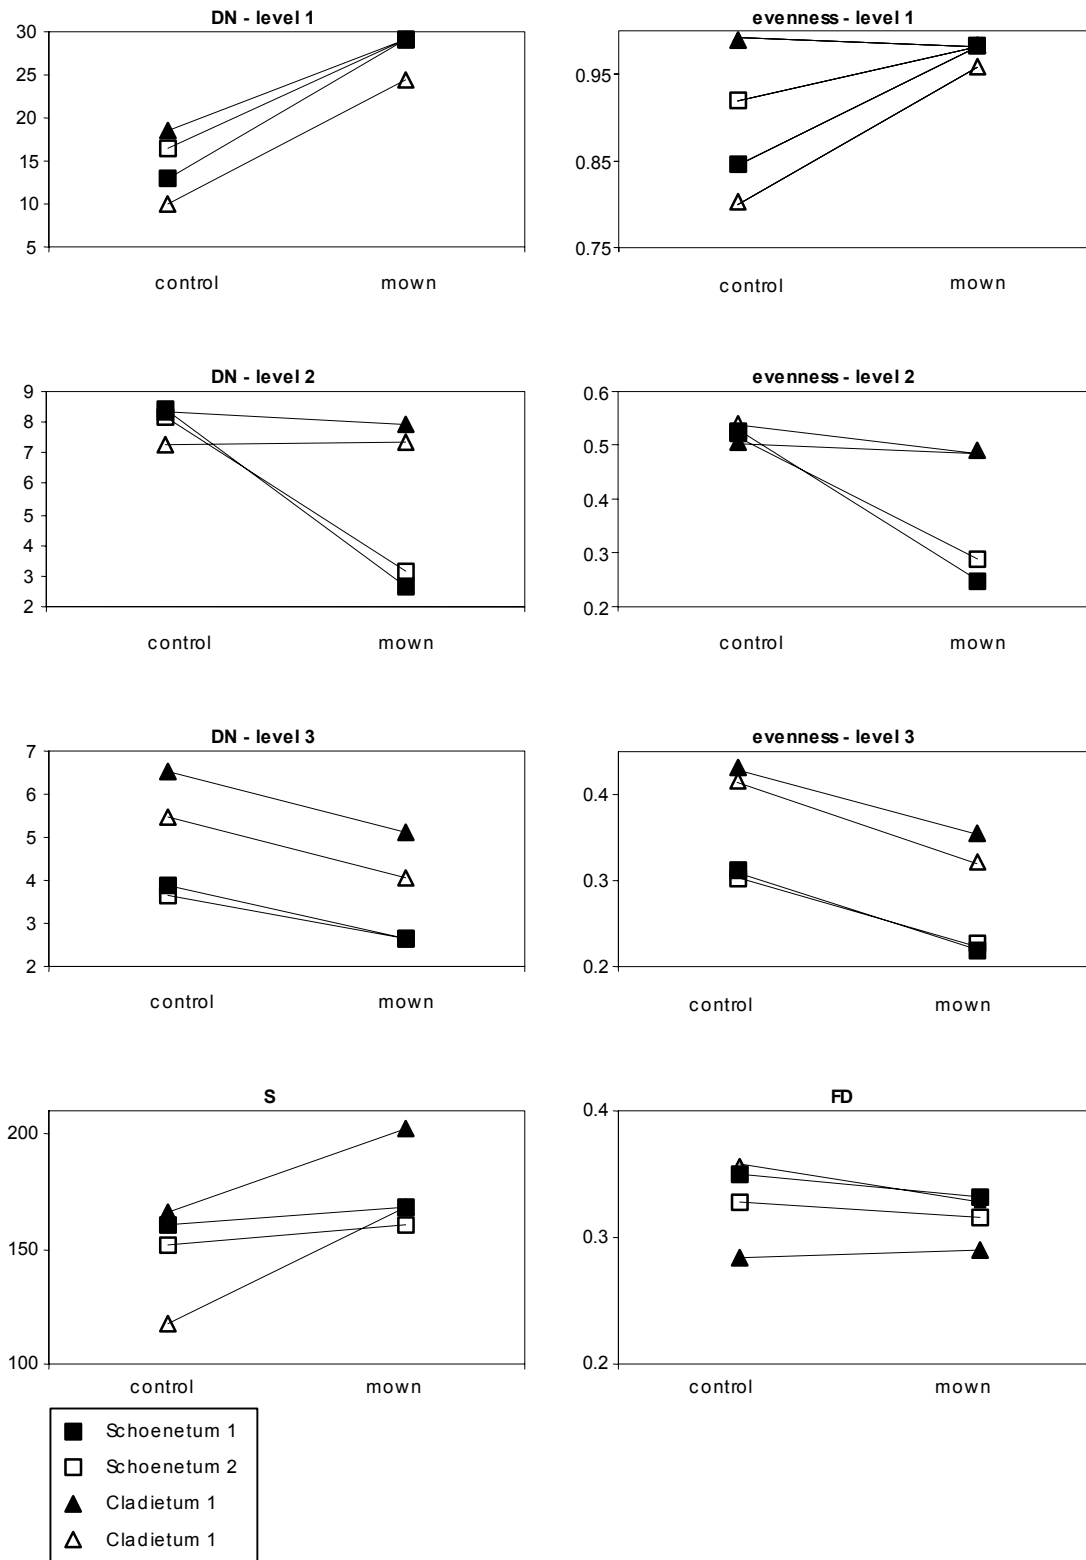 DN - level 1
30
25
20
15
10
5
control mown
evenness - level 1
0.95
0.85
0.75
control mown
DN - level 2
9
8
7
6
5
4
3
2
control mown
evenness - level 2
0.6
0.5
0.4
0.3
0.2
control mown
DN - level 3
7
6
5
4
3
2
control mown
evenness - level 3
0.4
0.3
0.2
control mown
S
200
150
100
control mown
FD
0.4
0.3
0.2
control mown
Schoenetum 1
Schoenetum 2
Cladietum 1
Cladietum 1